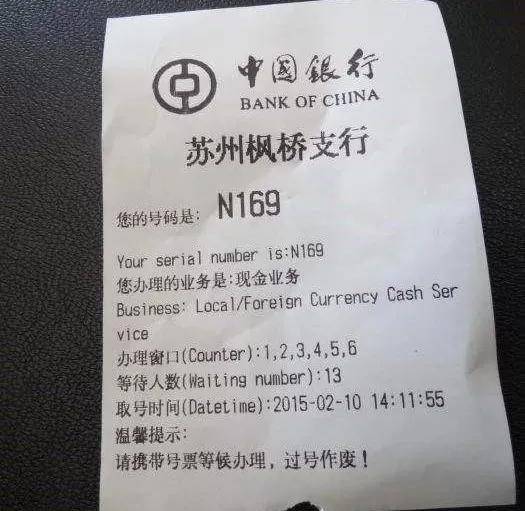 中国銀行
BANK OF CHINA
苏州枫桥支行
您的号码是: N169
Your serial number is:N169
您办理的业务是:现金业务
Business: Local/Foreign Currency Cash Ser
vice
办理窗口(Counter):1,2,3,4,5,6
等待人数(Waiting number):13
取号时间(Datetime):2015-02-10 14:11:55
温馨提示:
请携带号票等候办理，过号作废！